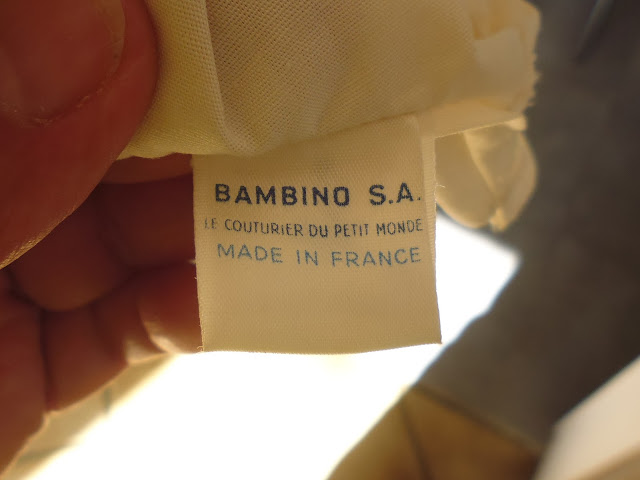 BAMBINO S.A.
LE COUTURIER DU PETIT MONDE
MADE IN FRANCE